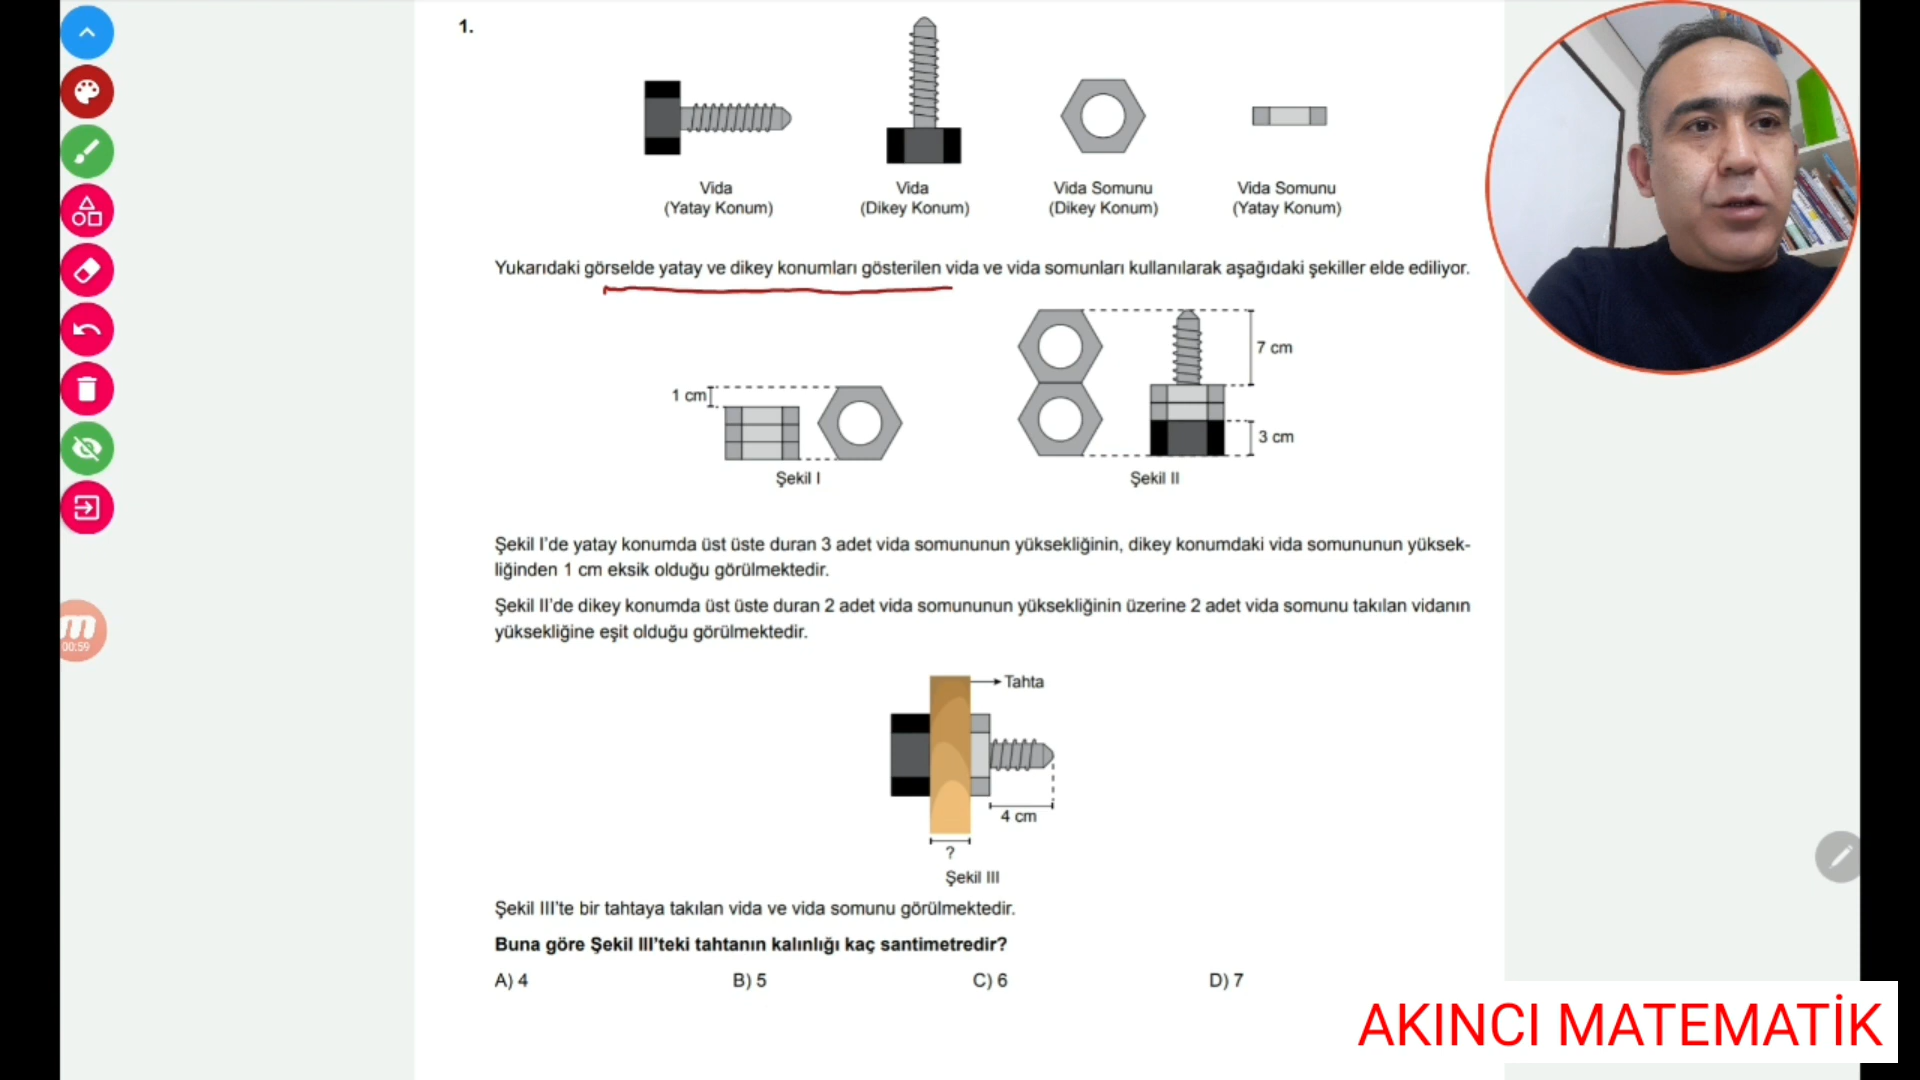 1.
Vida
(Yatay Konum)
Vida
(Dikey Konum)
Vida Somunu
(Dikey Konum)
Vida Somunu
(Yatay Konum)
Yukarıdaki görselde yatay ve dikey konumları gösterilen vida ve vida somunları kullanılarak aşağıdaki şekiller elde ediliyor.
1 cm
Şekil I
7 cm
3 cm
Şekil II
Şekil I'de yatay konumda üst üste duran 3 adet vida somununun yüksekliğinin, dikey konumdaki vida somununun yüksek-
liğinden 1 cm eksik olduğu görülmektedir.
Şekil II'de dikey konumda üst üste duran 2 adet vida somununun yüksekliğinin üzerine 2 adet vida somunu takılan vidanın
yüksekliğine eşit olduğu görülmektedir.
Tahta
4 cm
?
Şekil III
Şekil III'te bir tahtaya takılan vida ve vida somunu görülmektedir.
Buna göre Şekil III'teki tahtanın kalınlığı kaç santimetredir?
A) 4
B) 5
C) 6
D) 7
m
00:59
AKINCI MATEMATİK